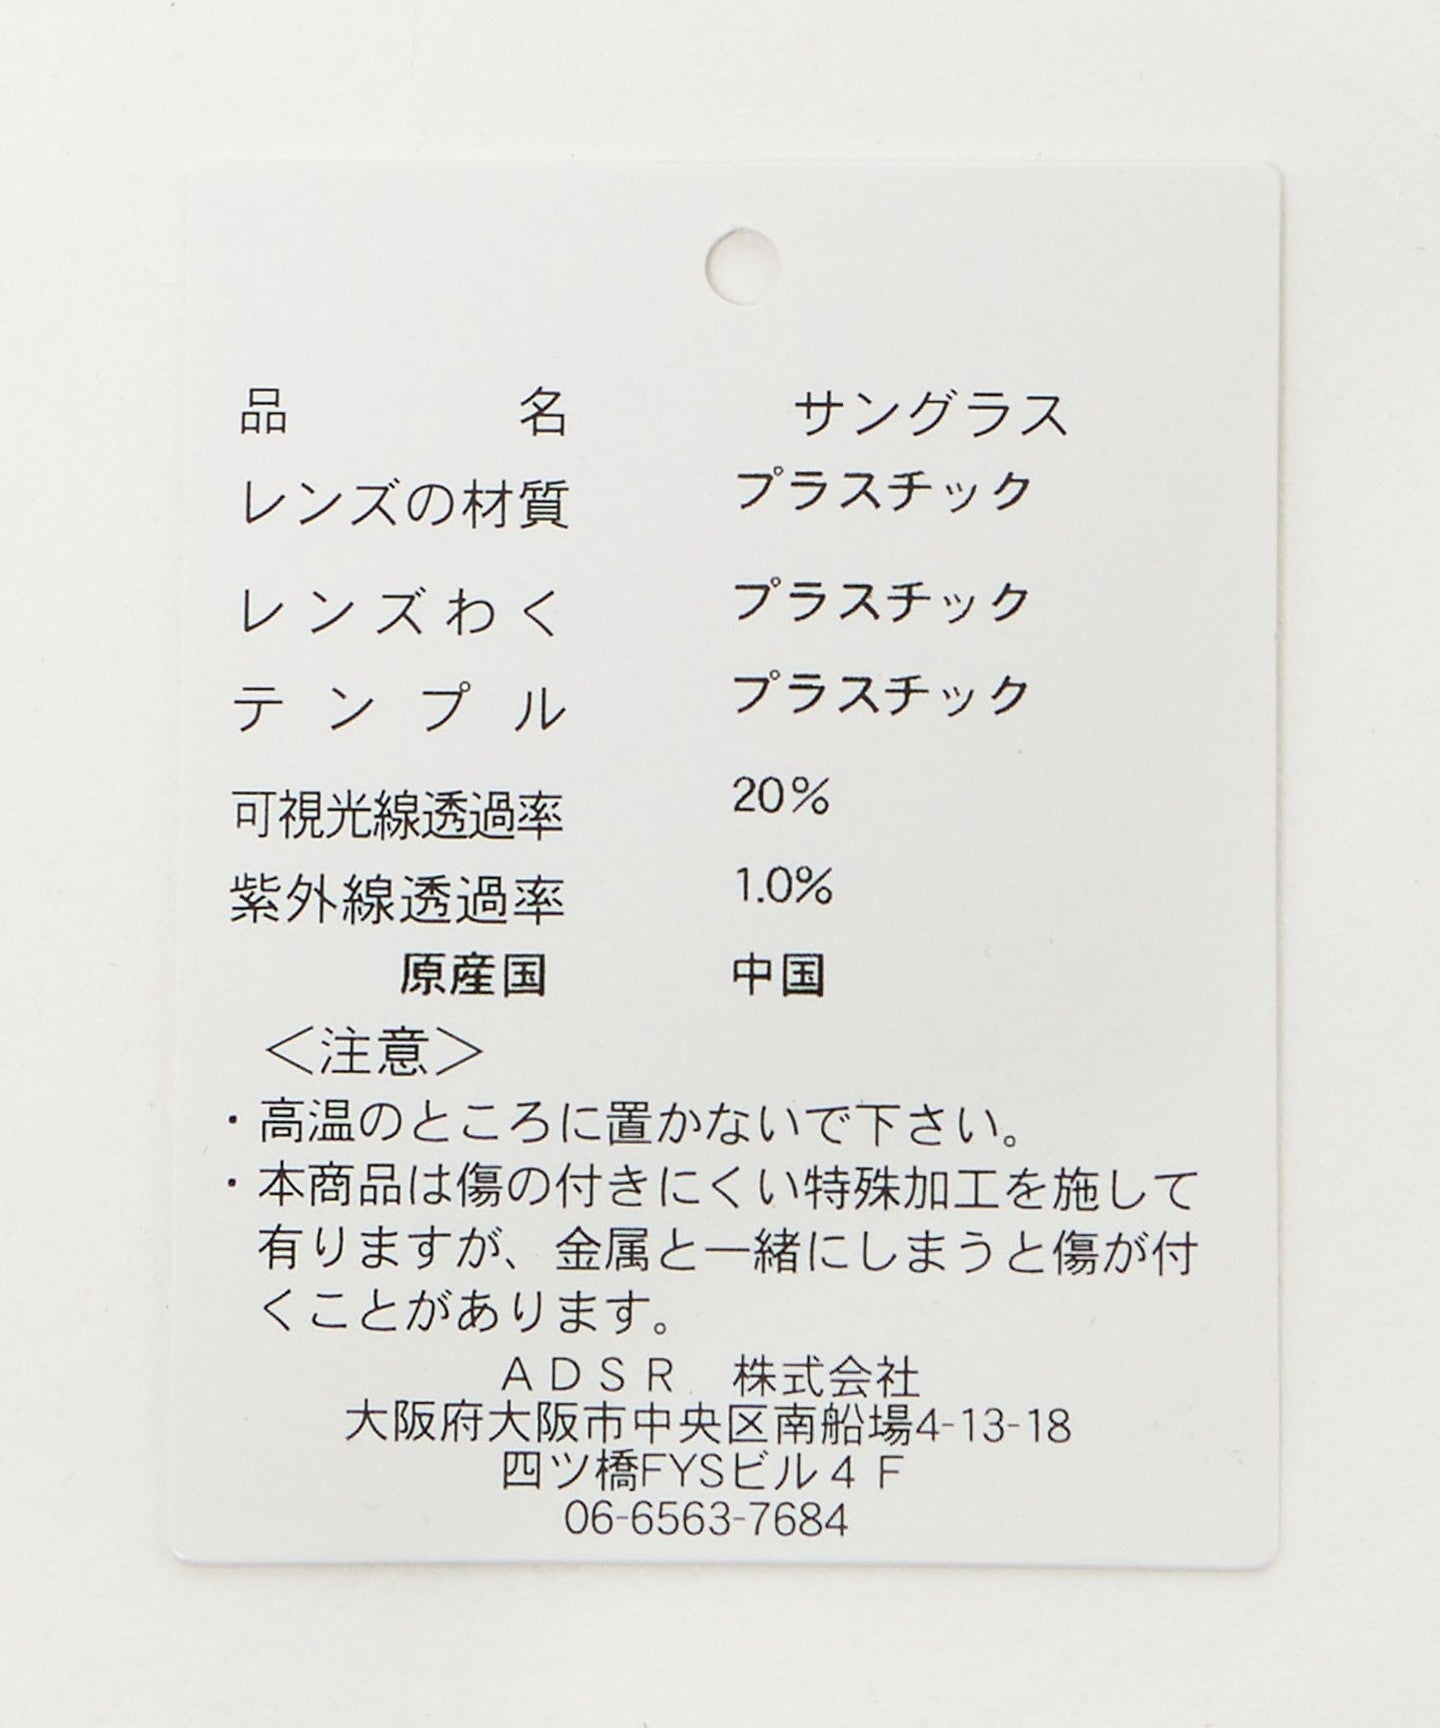 品名 サングラス
レンズの材質 プラスチック
レンズわく プラスチック
テンプル プラスチック
可視光線透過率 20%
紫外線透過率 1.0%
原産国 中国
＜注意＞
・高温のところに置かないで下さい。
・本商品は傷の付きにくい特殊加工を施して
有りますが、金属と一緒にしまうと傷が付
くことがあります。
ＡＤＳＲ　株式会社
大阪府大阪市中央区南船場4-13-18
四ツ橋FYSビル４Ｆ
06-6563-7684